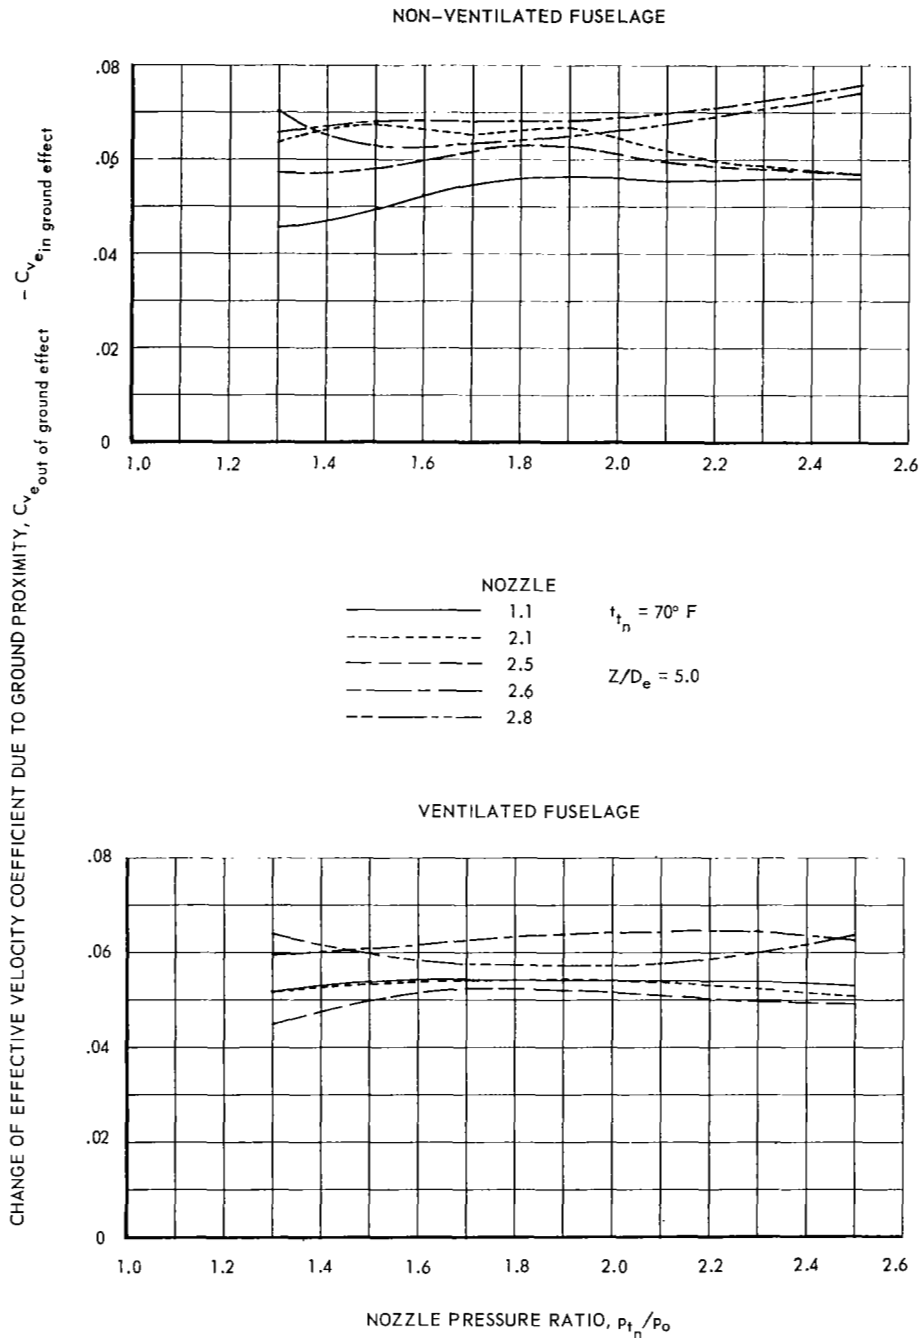 NON-VENTILATED FUSELAGE
CHANGE OF EFFECTIVE VELOCITY COEFFICIENT DUE TO GROUND PROXIMITY, Cve out of ground effect - Cve in ground effect
.08
.06
.04
.02
0
1.0 1.2 1.4 1.6 1.8 2.0 2.2 2.4 2.6
NOZZLE
1.1
2.1
2.5
2.6
2.8
ttn = 70° F
Z/De = 5.0
VENTILATED FUSELAGE
.08
.06
.04
.02
0
1.0 1.2 1.4 1.6 1.8 2.0 2.2 2.4 2.6
NOZZLE PRESSURE RATIO, ptn/po